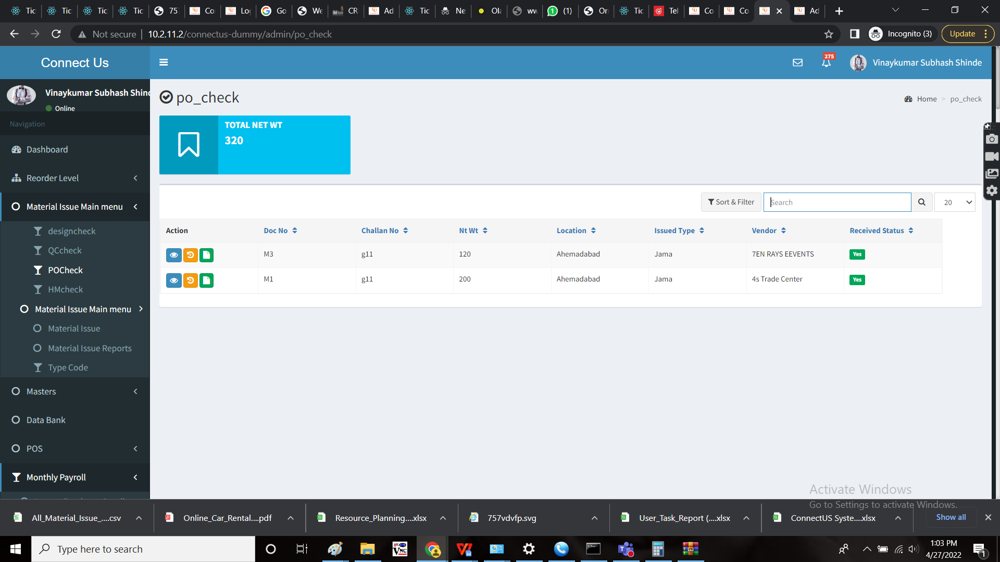 Tic Tic Tic Tic 75 Co Log Go We CR Ad Tic Ne Ola ww (1) On Tic Tel Co Co Ad
Not secure 10.2.11.2/connectus-dummy/admin/po_check Incognito (3) Update
Connect Us
275
Vinaykumar Subhash Shinde
Vinaykumar Subhash Shind
Online
Navigation
Dashboard
Reorder Level
Material Issue Main menu
designcheck
QCcheck
POCheck
HMcheck
Material Issue Main menu
Material Issue
Material Issue Reports
Type Code
Masters
Data Bank
POS
Monthly Payroll
po_check
Home > po_check
TOTAL NET WT
320
Sort & Filter Search 20
Action Doc No Challan No Nt Wt Location Issued Type Vendor Received Status
M3 g11 120 Ahemadabad Jama 7EN RAYS EEVENTS Yes
M1 g11 200 Ahemadabad Jama 4s Trade Center Yes
Activate Windows
Go to Settings to activate Windows.
All_Material_Issue_....csv Online_Car_Rental....pdf Resource_Planning....xlsx 757vdvfp.svg User_Task_Report (....xlsx ConnectUS Syste....xlsx Show all
Type here to search
1:03 PM
4/27/2022
1